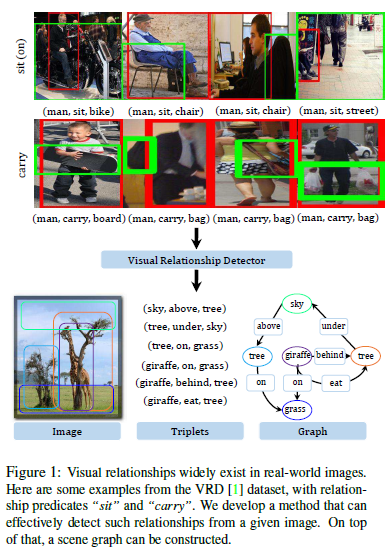 sit (on)
(man, sit, bike) (man, sit, chair) (man, sit, chair) (man, sit, street)
carry
(man, carry, board) (man, carry, bag) (man, carry, bag) (man, carry, bag)
Visual Relationship Detector
(sky, above, tree)
(tree, under, sky)
(tree, on, grass)
(giraffe, on, grass)
(giraffe, behind, tree)
(giraffe, eat, tree)
sky
above under
tree giraffe behind tree
on on eat
grass
Image Triplets Graph
Figure 1: Visual relationships widely exist in real-world images.
Here are some examples from the VRD [1] dataset, with relation-
ship predicates “sit” and “carry”. We develop a method that can
effectively detect such relationships from a given image. On top
of that, a scene graph can be constructed.